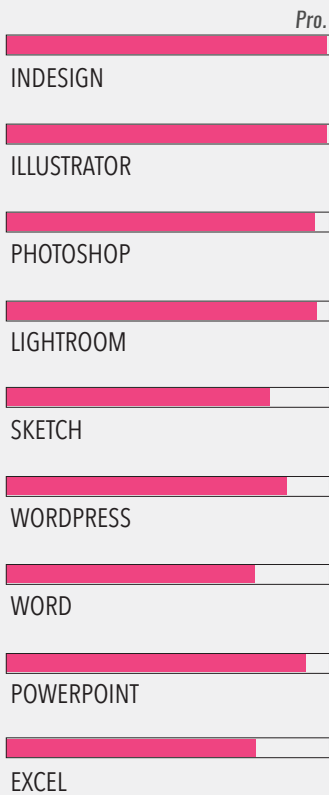 Pro.
INDESIGN
ILLUSTRATOR
PHOTOSHOP
LIGHTROOM
SKETCH
WORDPRESS
WORD
POWERPOINT
EXCEL